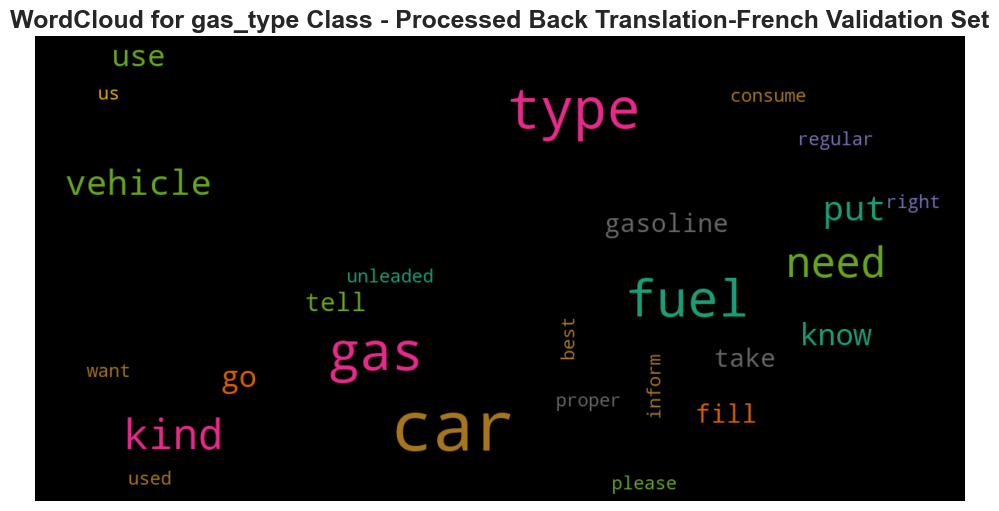 WordCloud for gas_type Class - Processed Back Translation-French Validation Set
use
us
type
consume
regular
vehicle
put
right
gasoline
need
unleaded
tell
fuel
know
best
gas
take
want
go
inform
proper
fill
car
kind
used
please